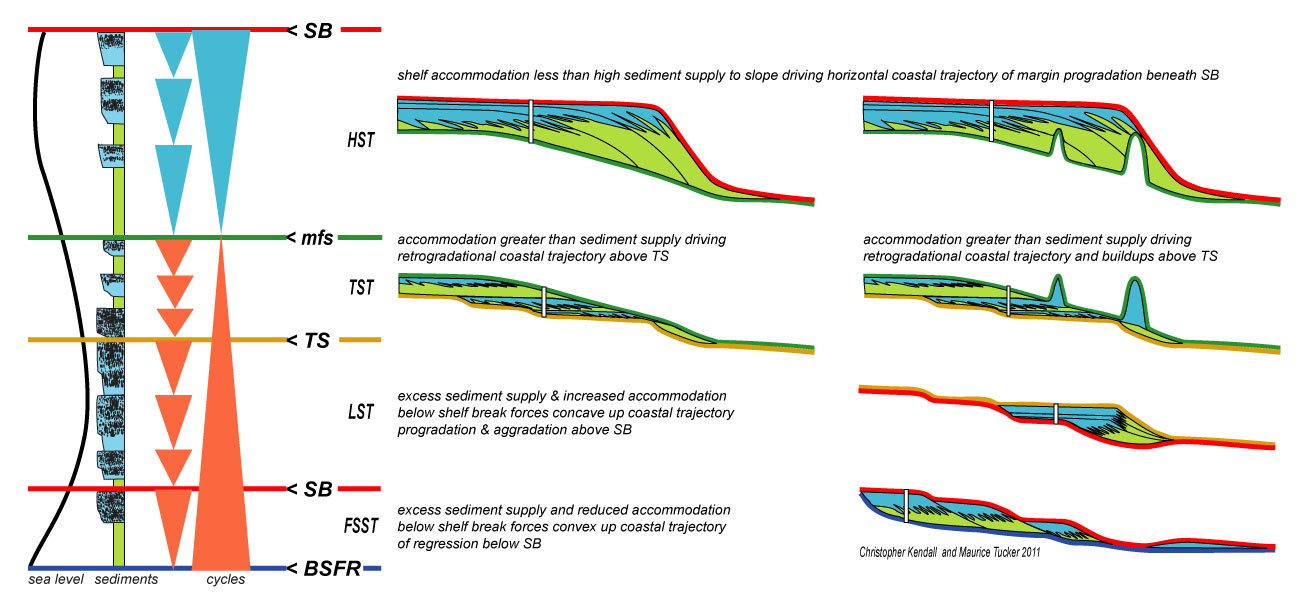 < SB
shelf accommodation less than high sediment supply to slope driving horizontal coastal trajectory of margin progradation beneath SB
HST
< mfs
accommodation greater than sediment supply driving
retrogradational coastal trajectory above TS
accommodation greater than sediment supply driving
retrogradational coastal trajectory and buildups above TS
TST
< TS
LST
excess sediment supply & increased accommodation
below shelf break forces concave up coastal trajectory
progradation & aggradation above SB
< SB
FSST
excess sediment supply and reduced accommodation
below shelf break forces convex up coastal trajectory
of regression below SB
Christopher Kendall and Maurice Tucker 2011
< BSFR
sea level
sediments
cycles